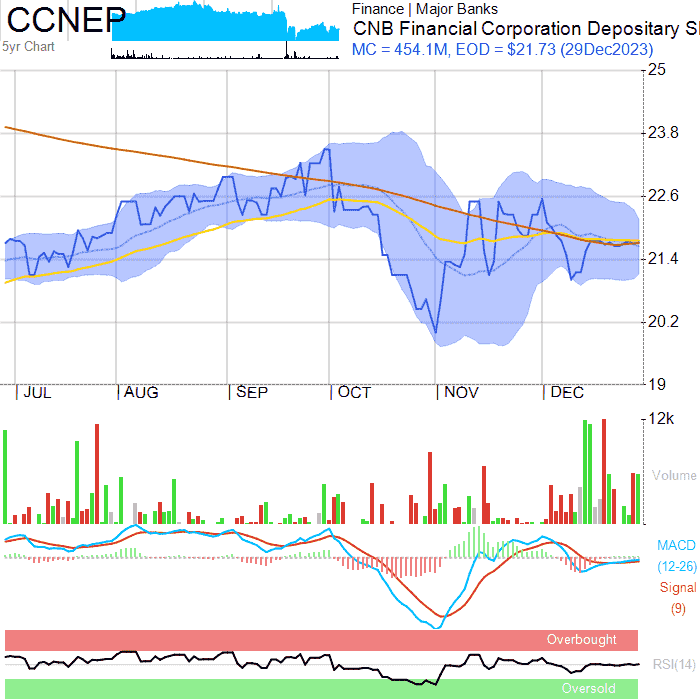 CCNEP
5yr Chart
Finance | Major Banks
CNB Financial Corporation Depositary S
MC = 454.1M, EOD = $21.73 (29Dec2023)
25
23.8
22.6
21.4
20.2
19
JUL AUG SEP OCT NOV DEC
12k
Volume
MACD
(12-26)
Signal
(9)
Overbought
RSI(14)
Oversold